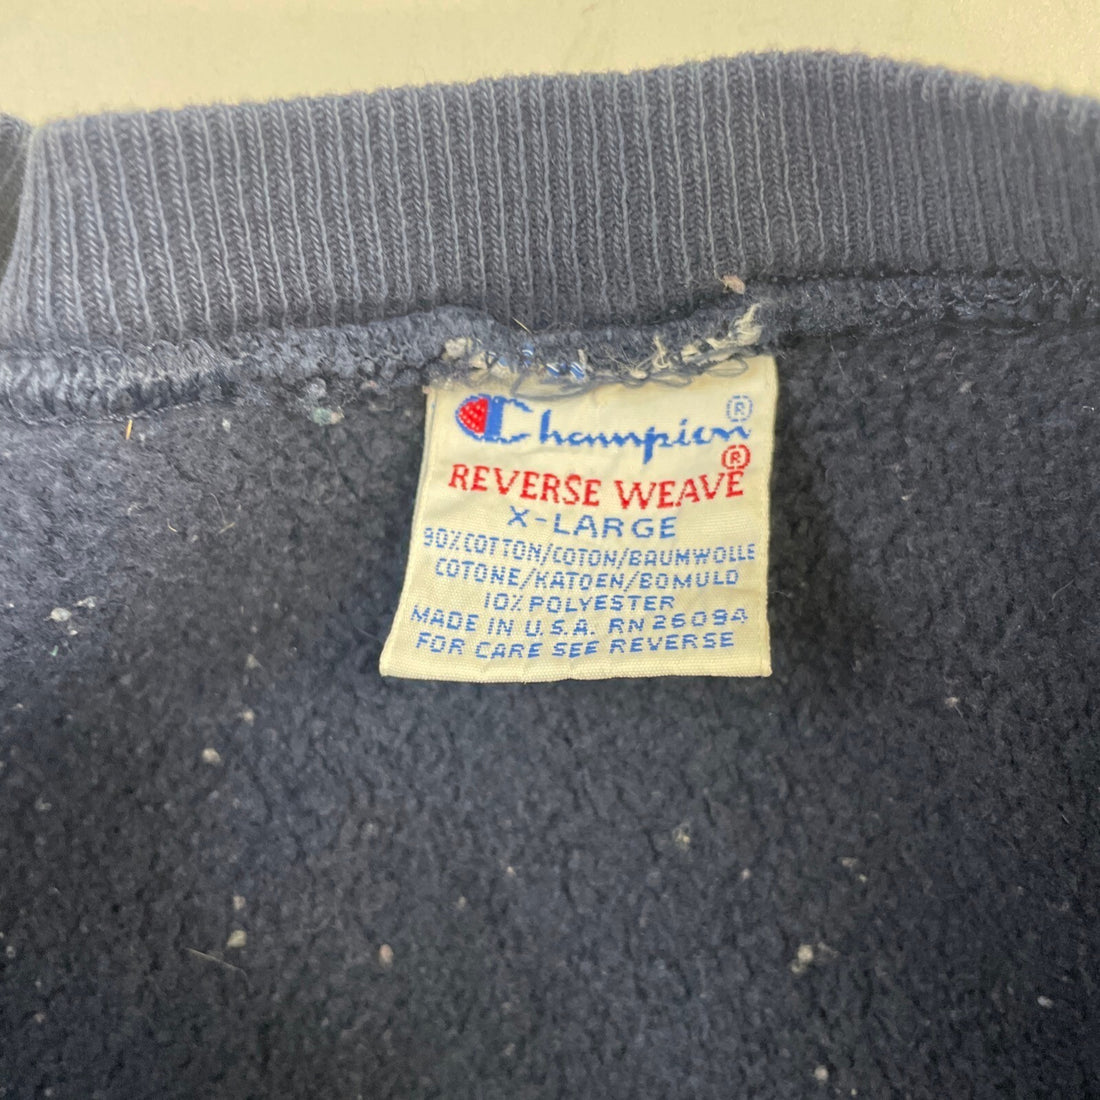 Champion®
REVERSE WEAVE®
X-LARGE
90% COTTON/COTON/BAUMWOLLE
COTONE/KATOEN/BOMULD
10% POLYESTER
MADE IN U.S.A. RN 26094
FOR CARE SEE REVERSE